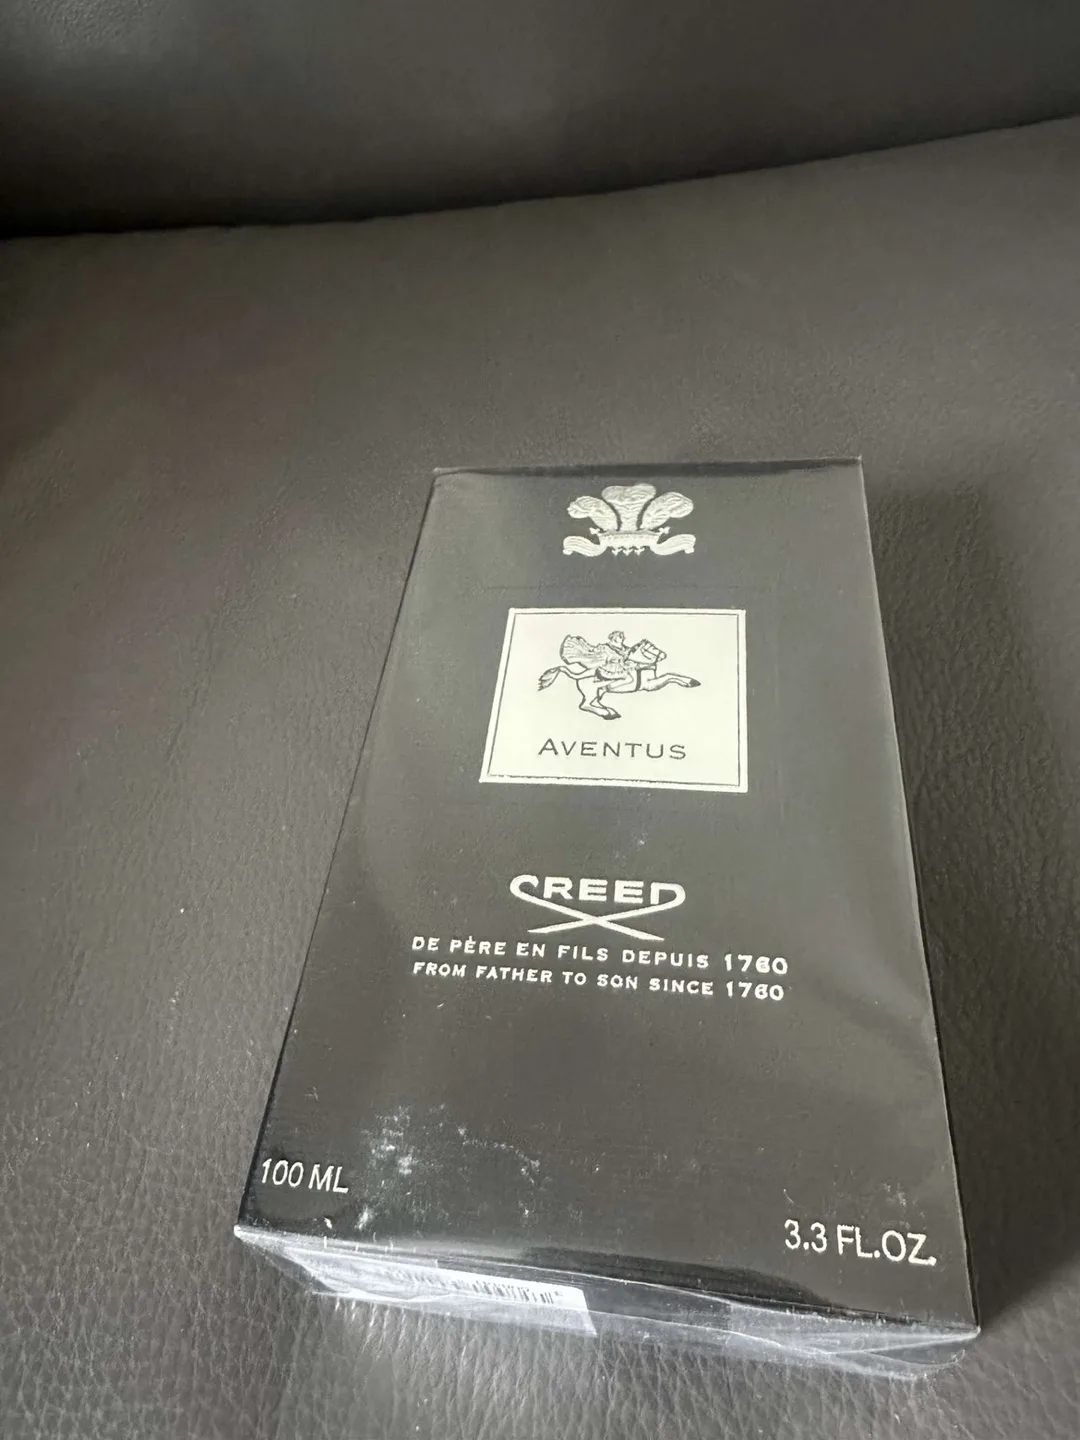 AVENTUS
CREED
DE PÈRE EN FILS DEPUIS 1760
FROM FATHER TO SON SINCE 1760
100 ML
3.3 FL.OZ.